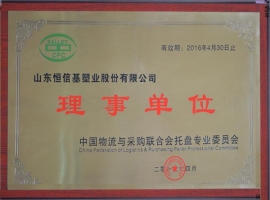 有效期：2016年4月30日止
山东恒信基塑业股份有限公司
理事单位
中国物流与采购联合会托盘专业委员会
China Federation of Logistics & Purchasing Pallet Professional Committee